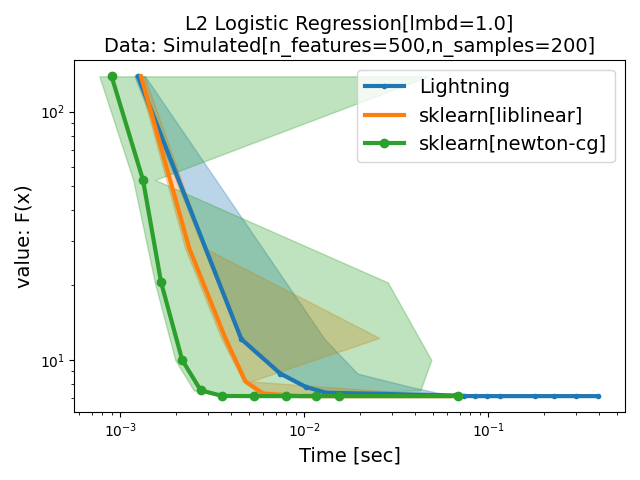 L2 Logistic Regression[lmbd=1.0]
Data: Simulated[n_features=500,n_samples=200]
Lightning
sklearn[liblinear]
sklearn[newton-cg]
value: F(x)
10²
10¹
10⁻³
10⁻²
10⁻¹
Time [sec]